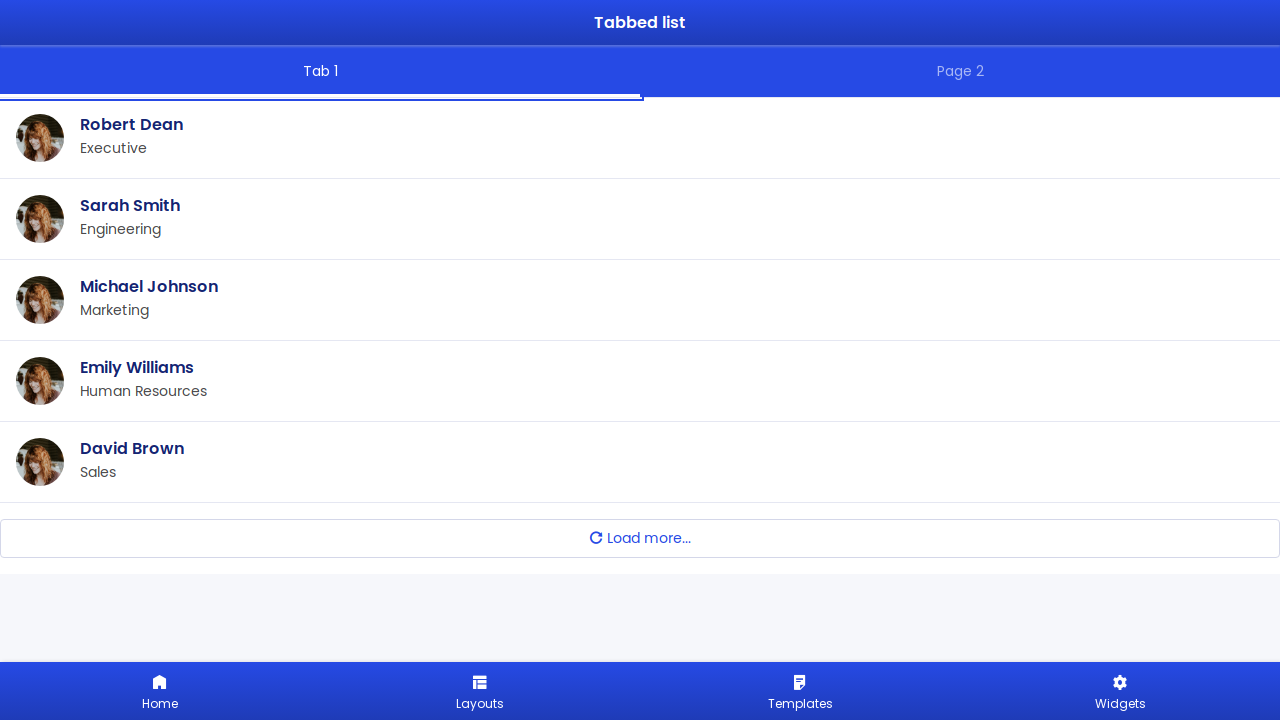 Tabbed list
Tab 1
Page 2
Robert Dean
Executive
Sarah Smith
Engineering
Michael Johnson
Marketing
Emily Williams
Human Resources
David Brown
Sales
Load more...
Home
Layouts
Templates
Widgets